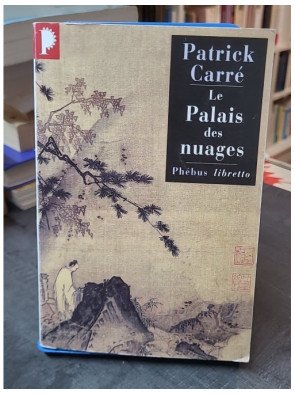 Patrick
Carré
Le
Palais
des
nuages
Phébus libretto